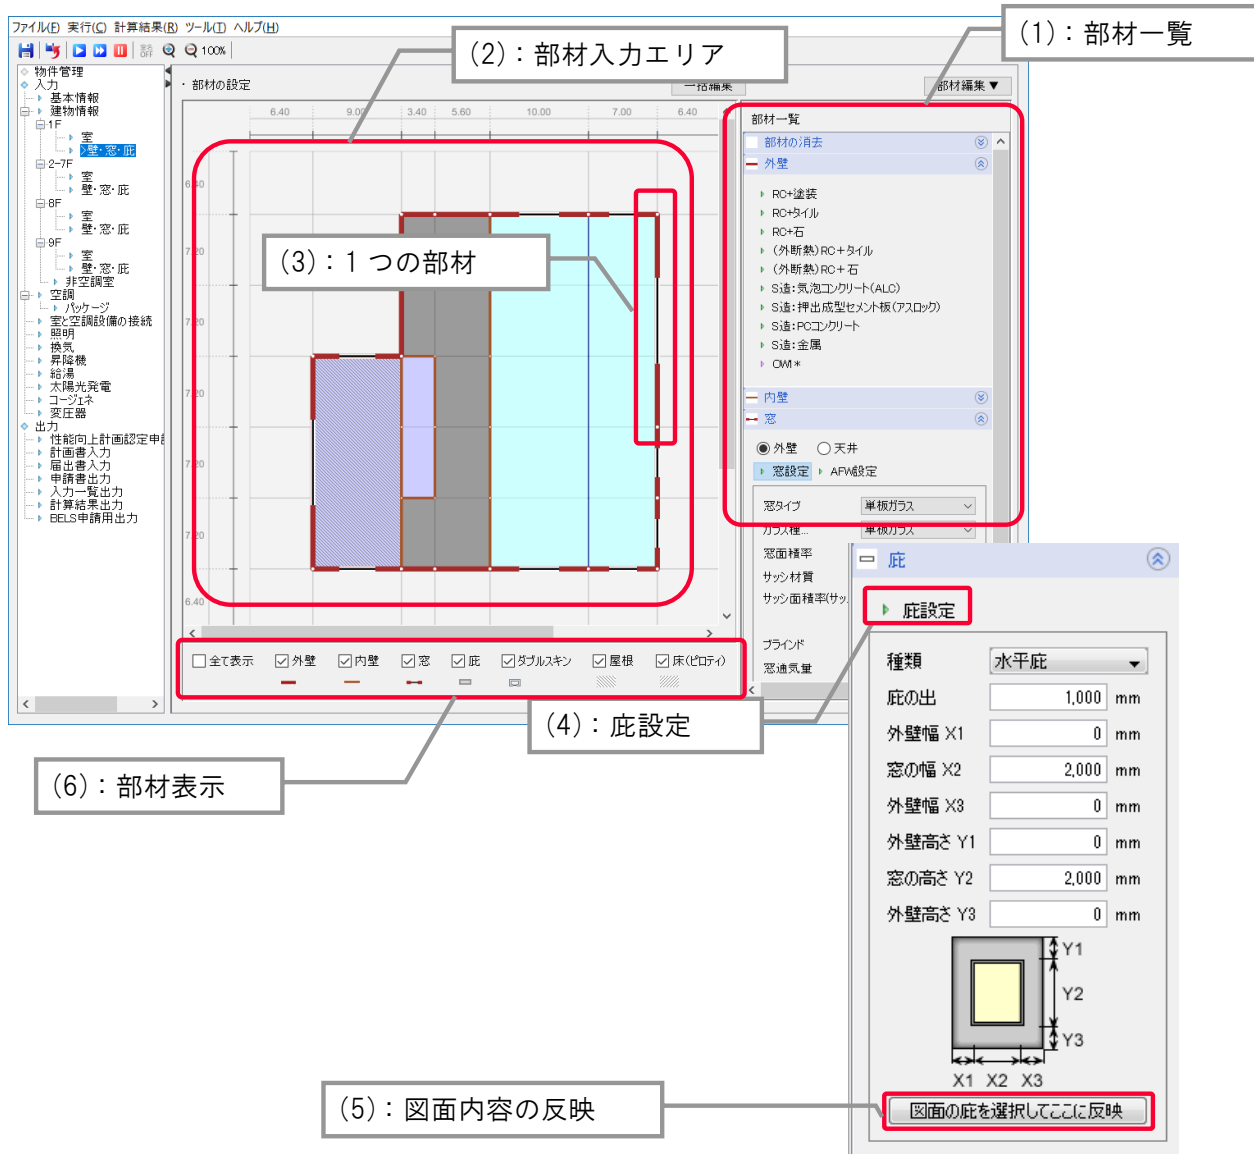 (1)：部材一覧
ファイル(F) 実行(C) 計算結果(R) ツール(T) ヘルプ(H)
(2)：部材入力エリア
100%
物件管理
入力
基本情報
建物情報
1F
室
壁・窓・庇
2-7F
室
壁・窓・庇
8F
室
壁・窓・庇
9F
室
壁・窓・庇
非空調室
空調
パッケージ
室と空調設備の接続
照明
換気
昇降機
給湯
太陽光発電
コージェネ
変圧器
出力
性能向上計画認定申請
計画書入力
届出書入力
申請書出力
入力一覧出力
計算結果出力
BELS申請用出力
・ 部材の設定
一括編集
部材編集▼
6.40 9.00 3.40 5.60 10.00 7.00 6.40
6.40
7.20
7.20
7.20
7.20
7.20
6.40
(3)：1 つの部材
部材一覧
部材の消去
外壁
RC+塗装
RC+タイル
RC+石
(外断熱)RC+タイル
(外断熱)RC+石
S造:気泡コンクリート(ALC)
S造:押出成型セメント板(アスロック)
S造:PCコンクリート
S造:金属
OW1*
内壁
窓
外壁 天井
窓設定 AFW設定
窓タイプ 単板ガラス
ガラス種... 単板ガラス
窓面積率
サッシ材質
サッシ面積率(サッ
ブラインド
窓通気量
全て表示 外壁 内壁 窓 庇 ダブルスキン 屋根 床(ピロティ)
(4)：庇設定
(6)：部材表示
庇
庇設定
種類 水平庇
庇の出 1,000 mm
外壁幅 X1 0 mm
窓の幅 X2 2,000 mm
外壁幅 X3 0 mm
外壁高さ Y1 0 mm
窓の高さ Y2 2,000 mm
外壁高さ Y3 0 mm
Y1
Y2
Y3
X1 X2 X3
(5)：図面内容の反映
図面の庇を選択してここに反映